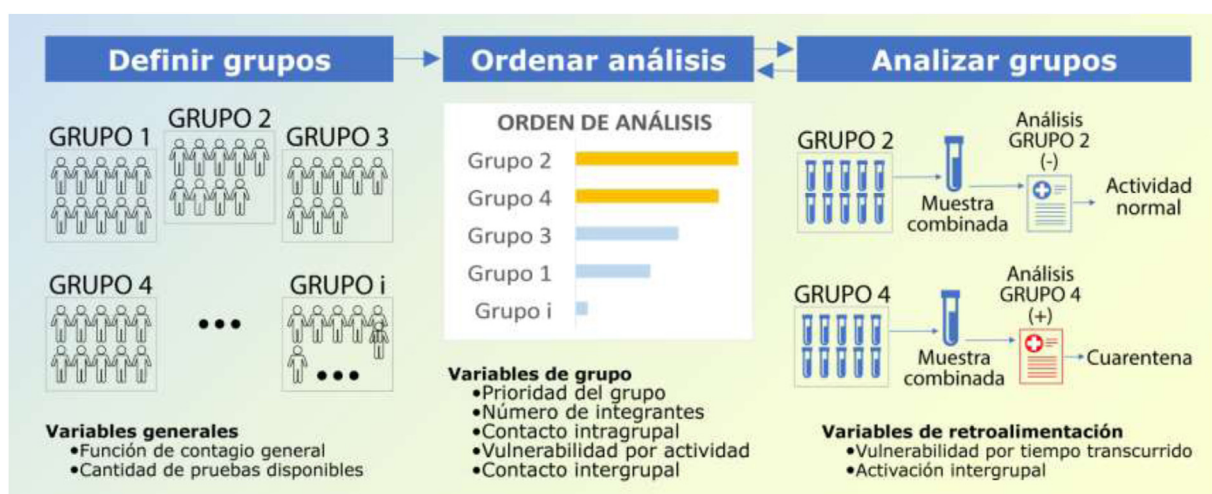 Definir grupos
Ordenar análisis
Analizar grupos
GRUPO 1
GRUPO 2
GRUPO 3
GRUPO 4
•••
GRUPO i
•••
Variables generales
•Función de contagio general
•Cantidad de pruebas disponibles
ORDEN DE ANÁLISIS
Grupo 2
Grupo 4
Grupo 3
Grupo 1
Grupo i
Variables de grupo
•Prioridad del grupo
•Número de integrantes
•Contacto intragrupal
•Vulnerabilidad por actividad
•Contacto intergrupal
GRUPO 2
Muestra
combinada
Análisis
GRUPO 2
(-)
Actividad
normal
GRUPO 4
Muestra
combinada
Análisis
GRUPO 4
(+)
Cuarentena
Variables de retroalimentación
•Vulnerabilidad por tiempo transcurrido
•Activación intergrupal